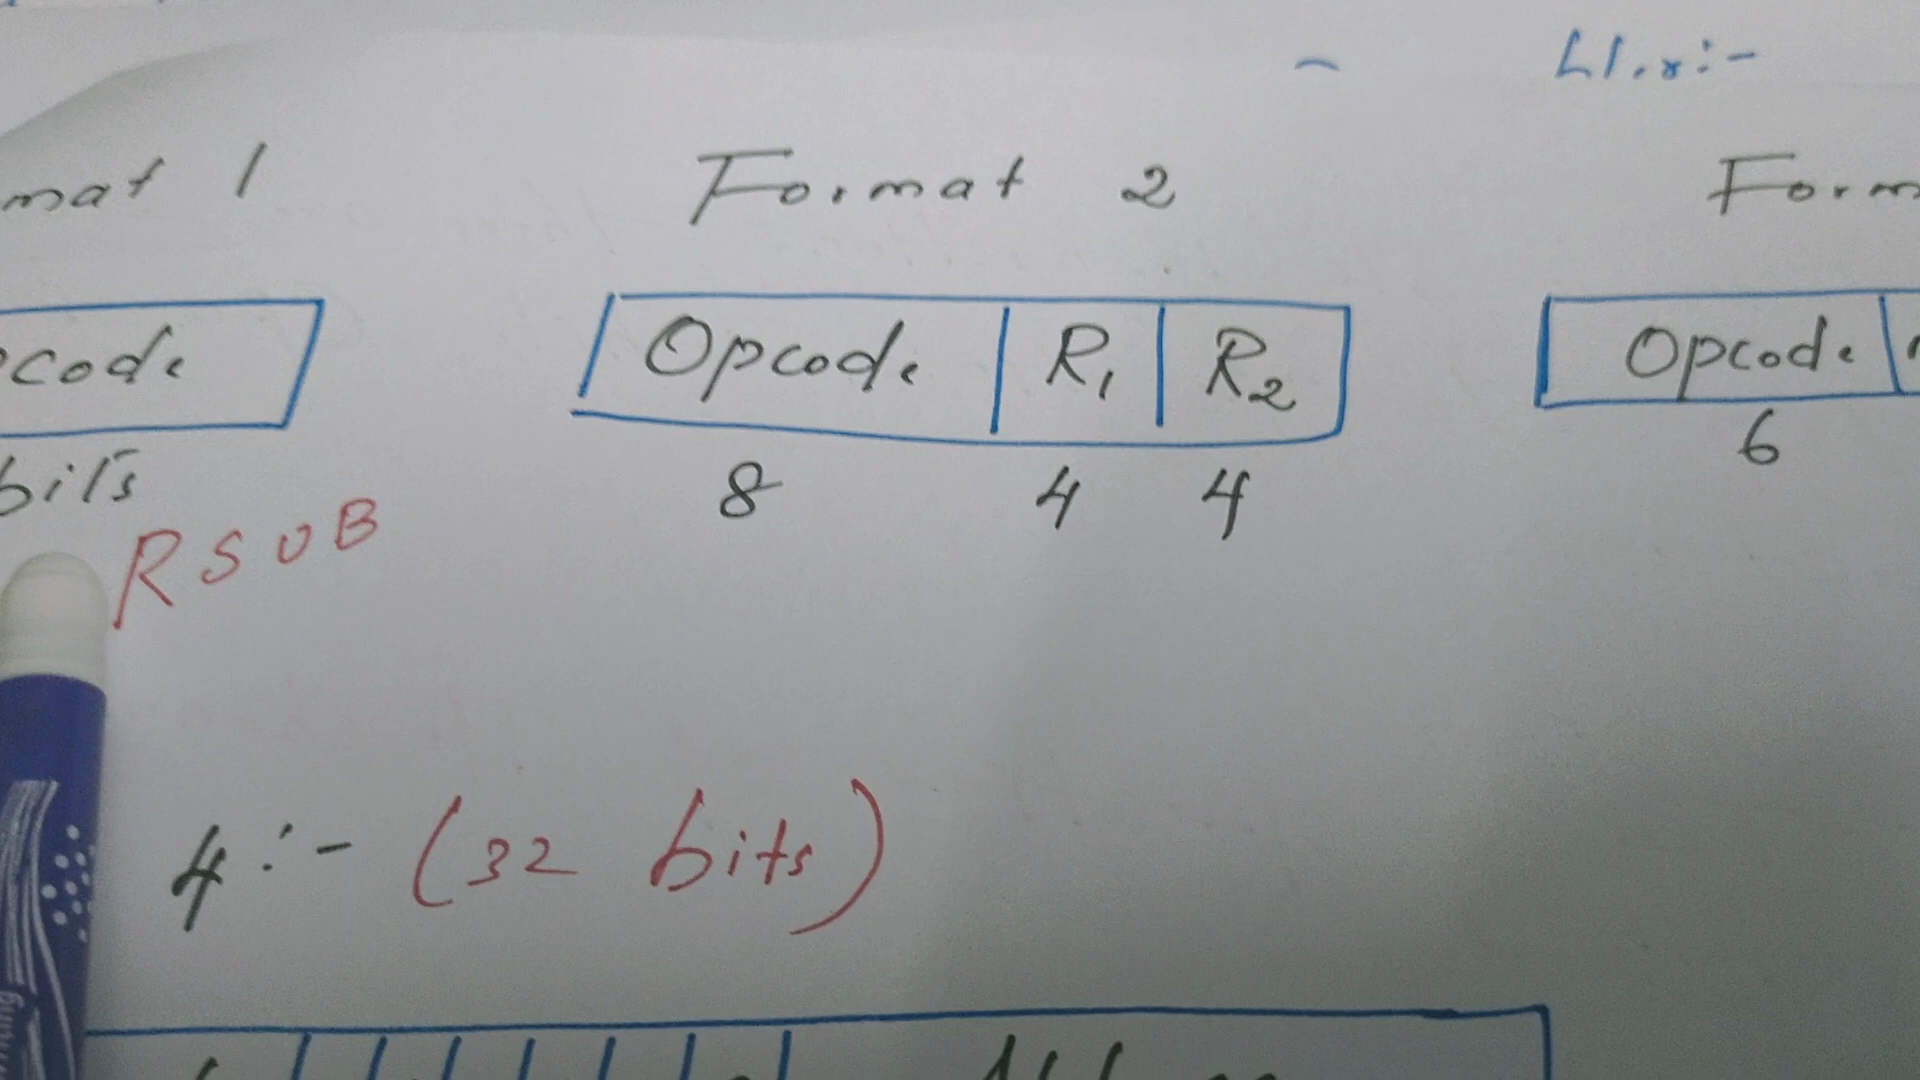 mat 1 Format 2 Form
code Opcode R1 R2 Opcode
bits 8 4 4 6
RSUB
4 :- (32 bits)